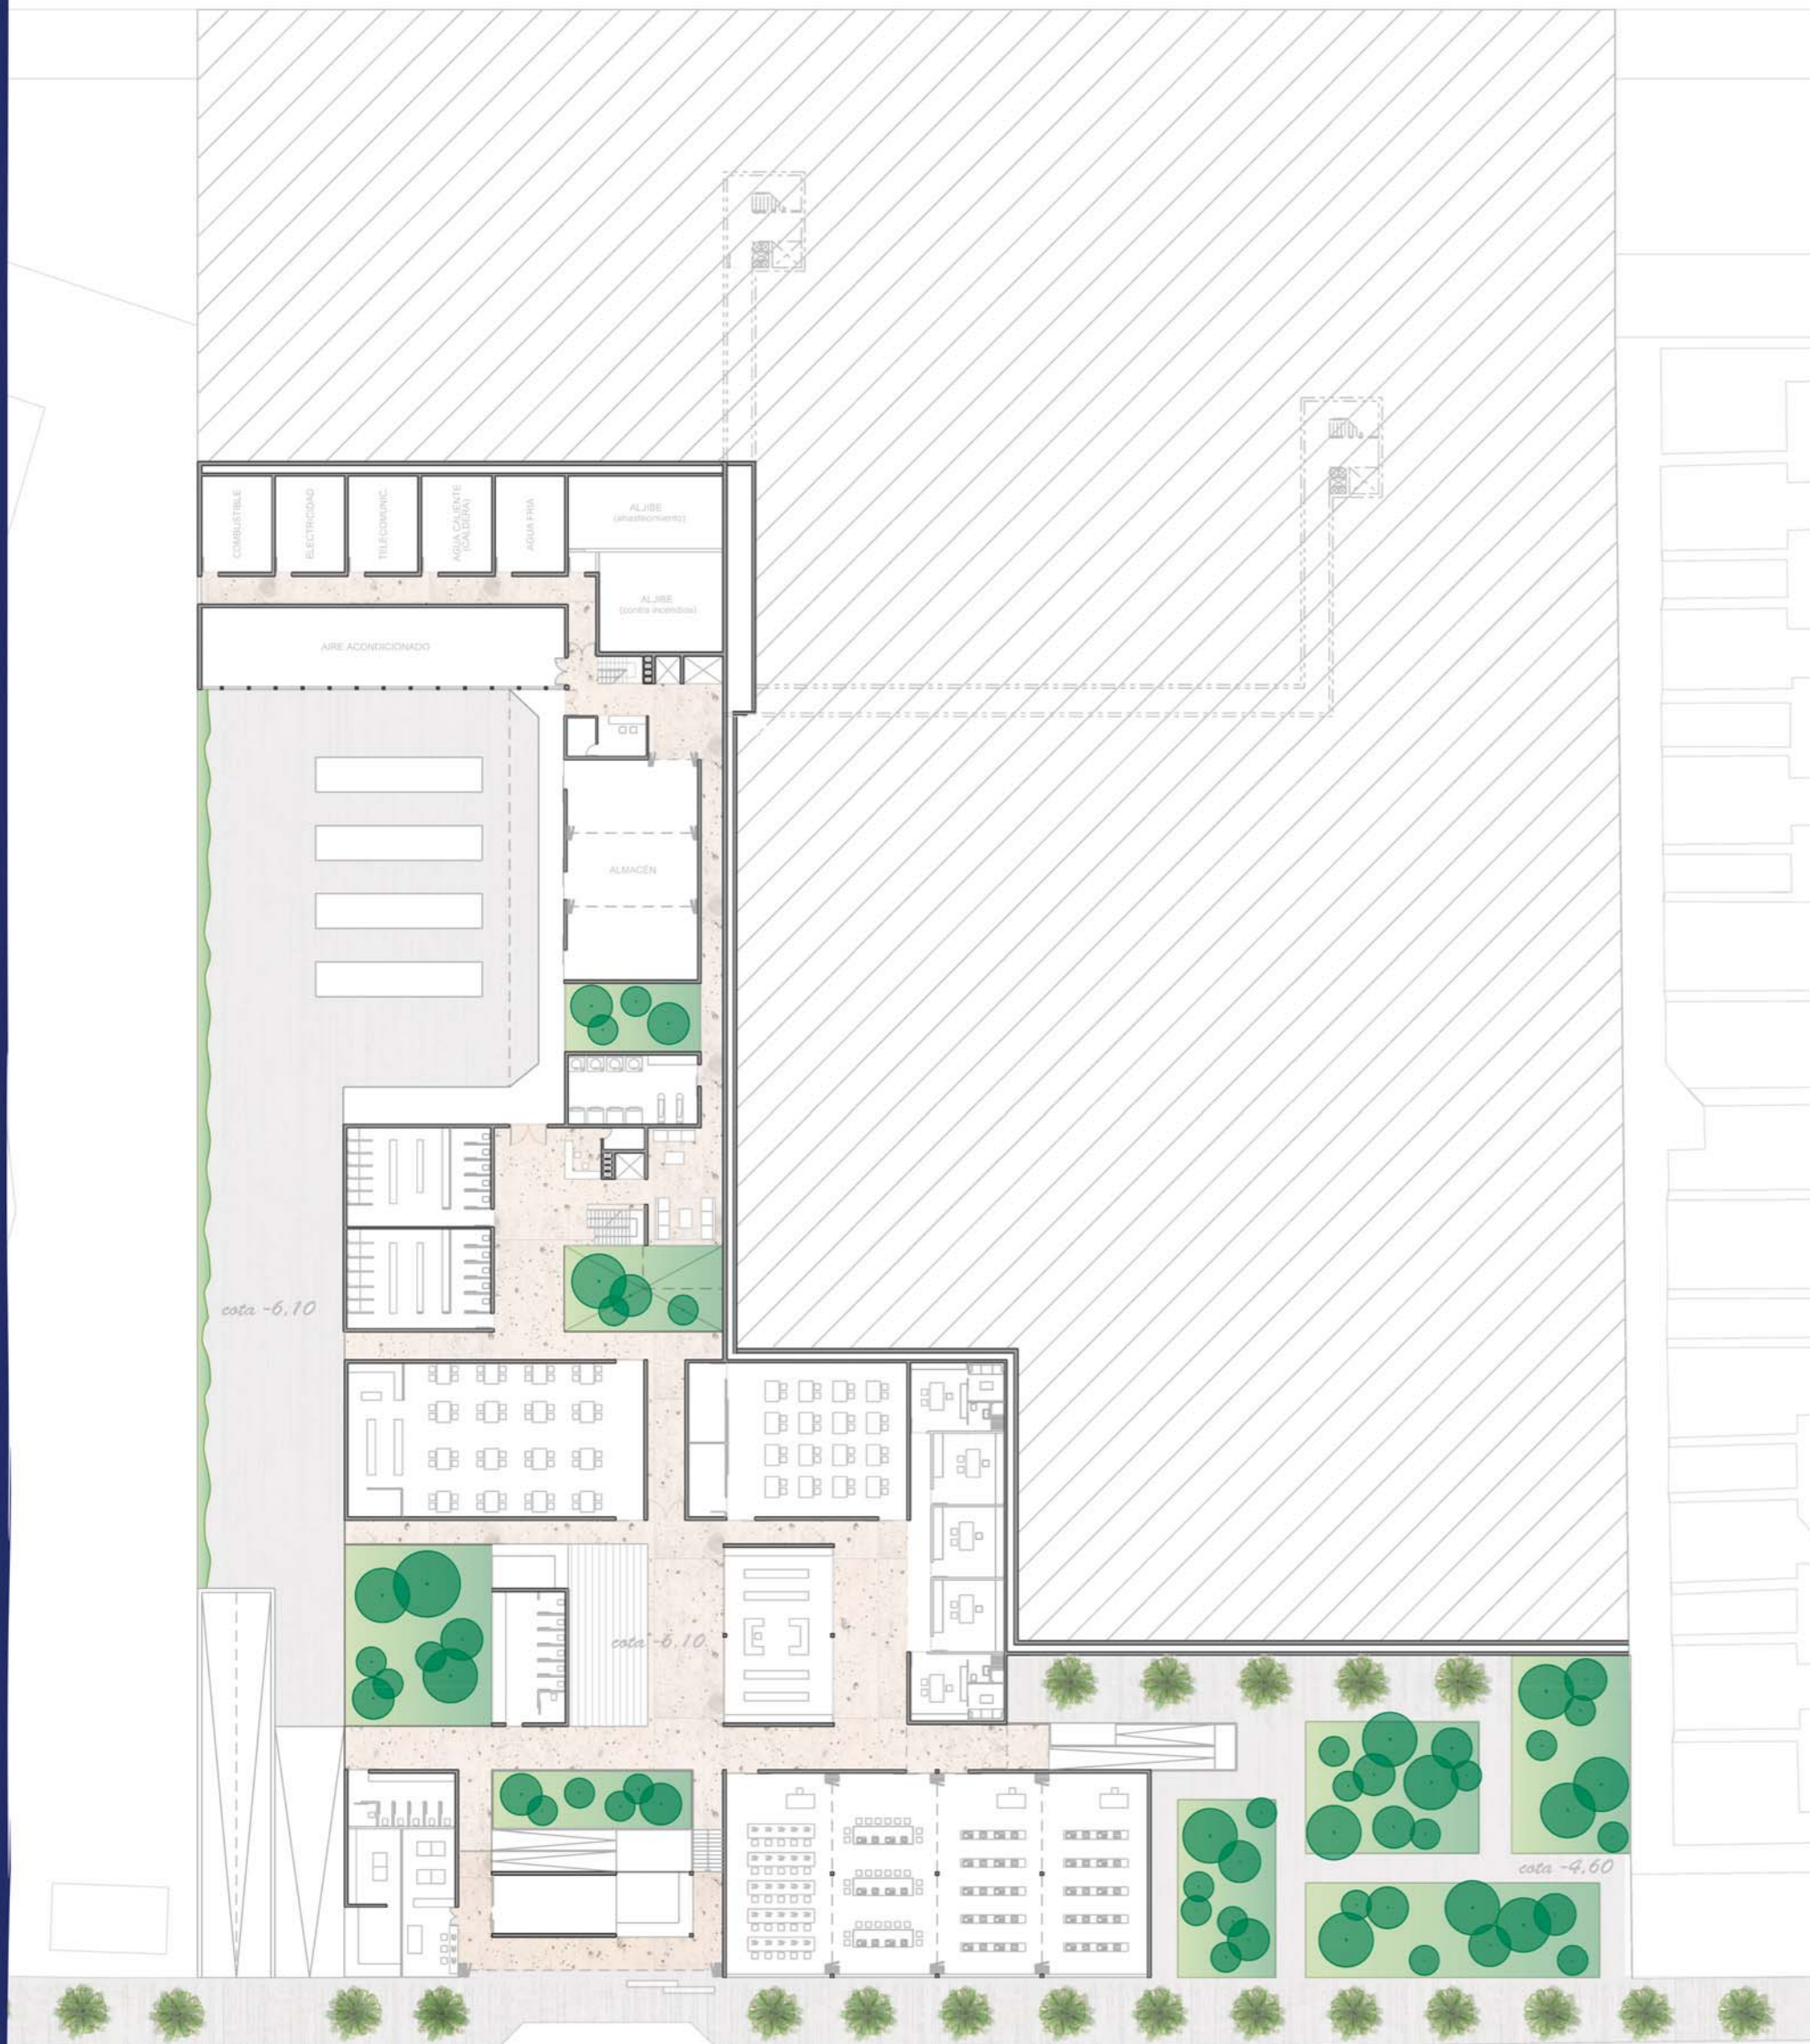 COMBUSTIBLE
ELECTRICIDAD
TELECOMUNIC.
AGUA CALIENTE
(CALDERA)
AGUA FRIA
ALJIBE
(abastecimiento)
ALJIBE
(contra incendios)
AIRE ACONDICIONADO
ALMACÉN
cota -6,10
cota -6,10
cota -4,60